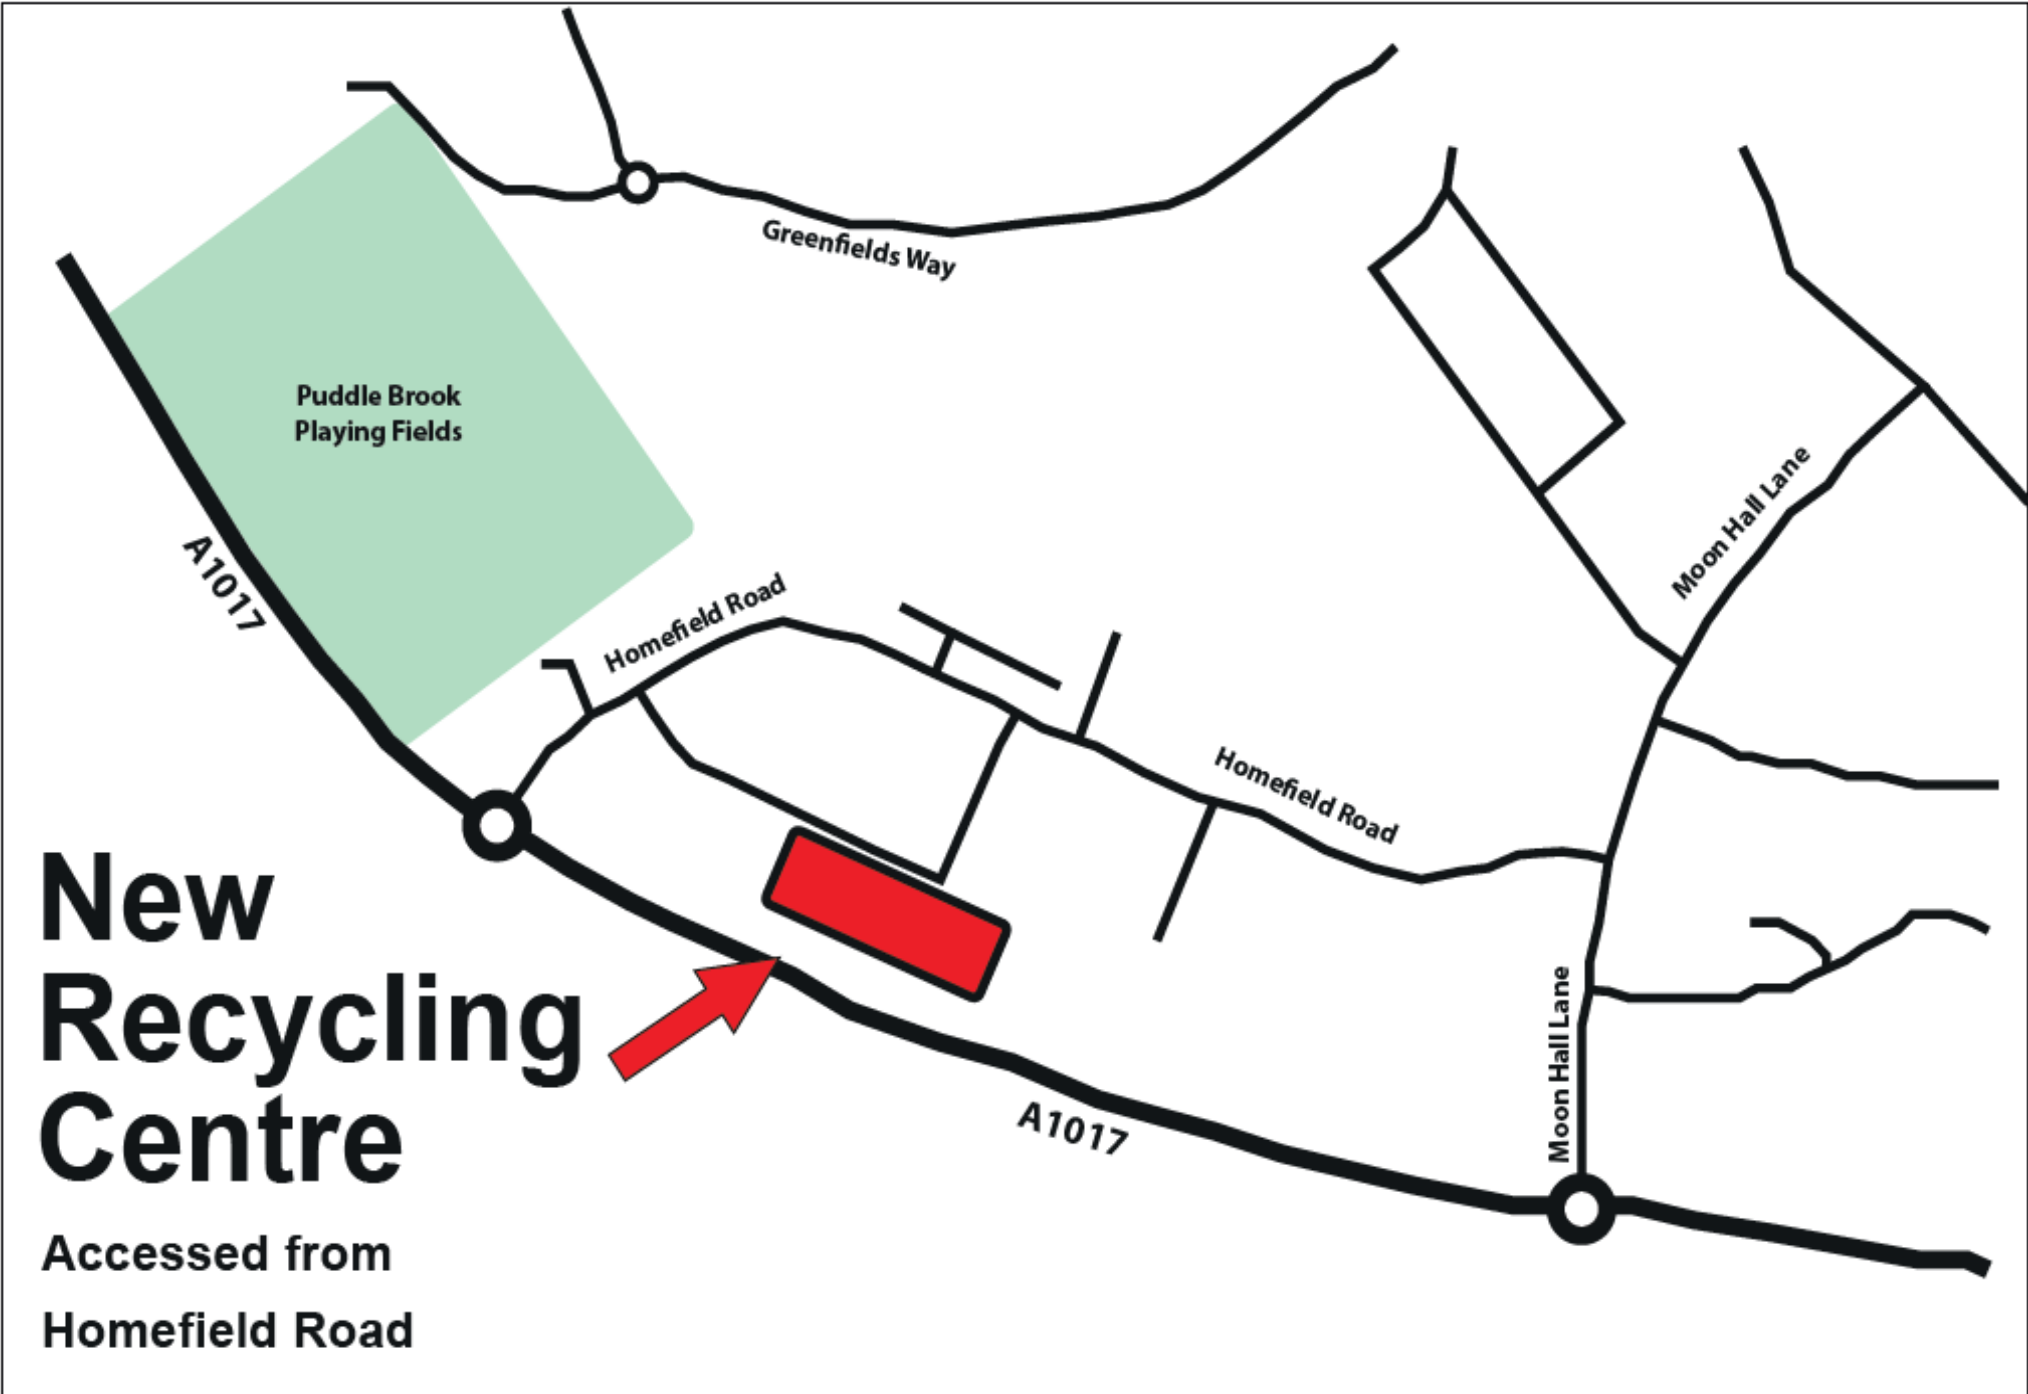 Greenfields Way
Puddle Brook
Playing Fields
A1017
Homefield Road
Moon Hall Lane
Homefield Road
Moon Hall Lane
A1017
New
Recycling
Centre
Accessed from
Homefield Road